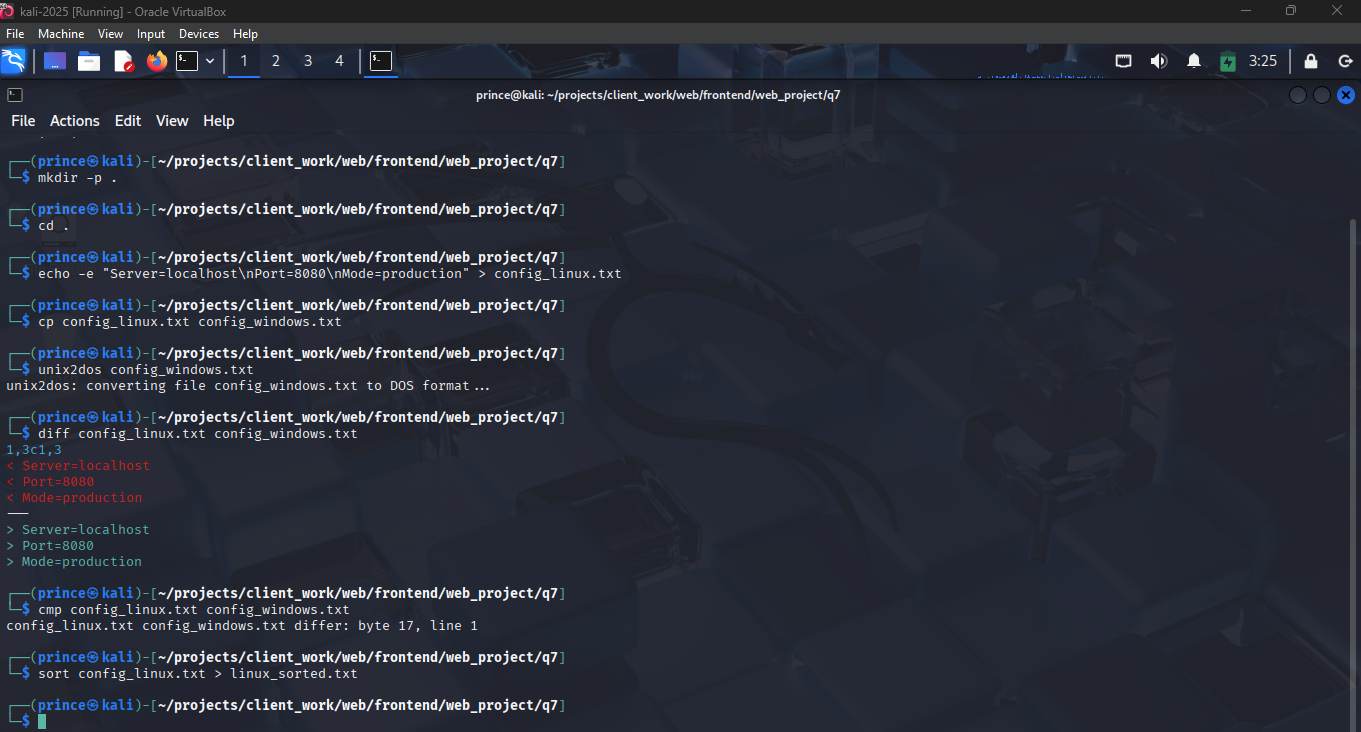 kali-2025 [Running] - Oracle VirtualBox
File Machine View Input Devices Help
1 2 3 4 3:25
prince@kali: ~/projects/client_work/web/frontend/web_project/q7
File Actions Edit View Help
┌──(prince㉿kali)-[~/projects/client_work/web/frontend/web_project/q7]
└─$ mkdir -p .
┌──(prince㉿kali)-[~/projects/client_work/web/frontend/web_project/q7]
└─$ cd .
┌──(prince㉿kali)-[~/projects/client_work/web/frontend/web_project/q7]
└─$ echo -e "Server=localhost\nPort=8080\nMode=production" > config_linux.txt
┌──(prince㉿kali)-[~/projects/client_work/web/frontend/web_project/q7]
└─$ cp config_linux.txt config_windows.txt
┌──(prince㉿kali)-[~/projects/client_work/web/frontend/web_project/q7]
└─$ unix2dos config_windows.txt
unix2dos: converting file config_windows.txt to DOS format...
┌──(prince㉿kali)-[~/projects/client_work/web/frontend/web_project/q7]
└─$ diff config_linux.txt config_windows.txt
1,3c1,3
< Server=localhost
< Port=8080
< Mode=production
---
> Server=localhost
> Port=8080
> Mode=production
┌──(prince㉿kali)-[~/projects/client_work/web/frontend/web_project/q7]
└─$ cmp config_linux.txt config_windows.txt
config_linux.txt config_windows.txt differ: byte 17, line 1
┌──(prince㉿kali)-[~/projects/client_work/web/frontend/web_project/q7]
└─$ sort config_linux.txt > linux_sorted.txt
┌──(prince㉿kali)-[~/projects/client_work/web/frontend/web_project/q7]
└─$